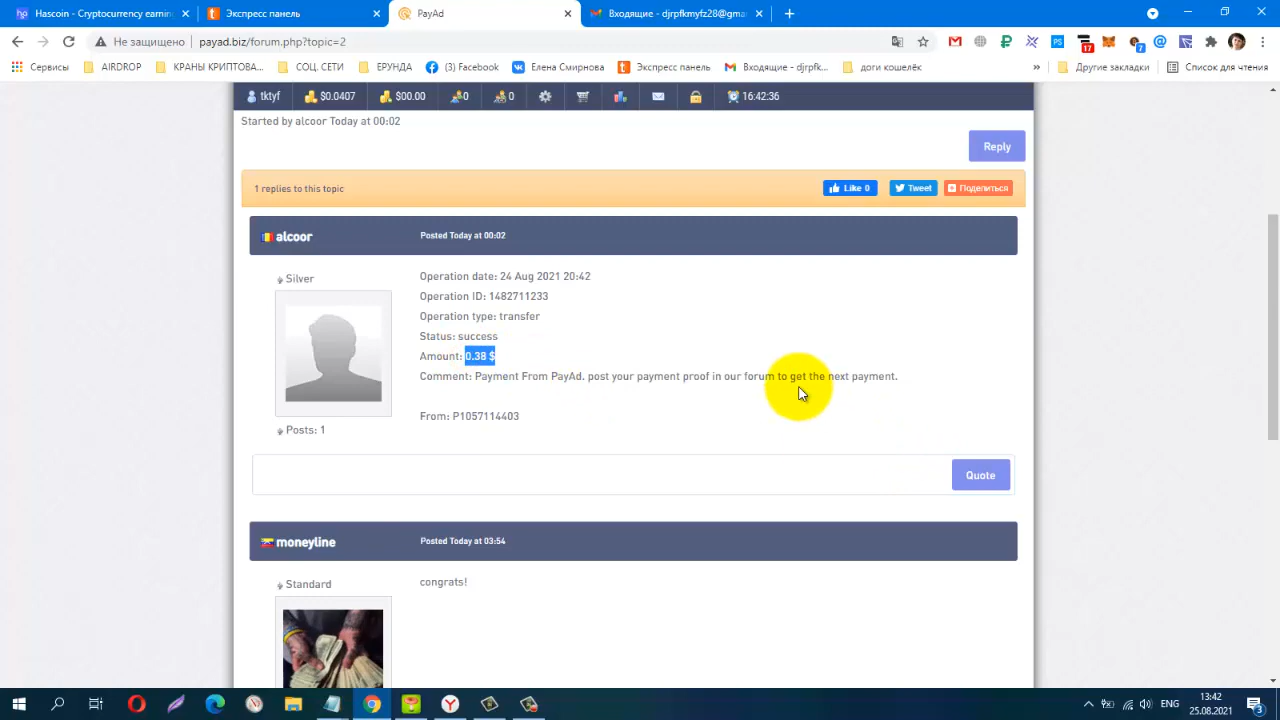 Hascoin - Cryptocurrency earnin
Экспресс панель
PayAd
Входящие - djrpfkmyfz28@gmai
Не защищено
payad.biz/forum.php?topic=2
17
7
Сервисы
AIRDROP
КРАНЫ КРИПТОВА...
СОЦ. СЕТИ
ЕРУНДА
(3) Facebook
Елена Смирнова
Экспресс панель
Входящие - djrpfk...
доги кошелёк
»
Другие закладки
Список для чтения
tktyf
$0.0407
$00.00
0
0
16:42:36
Started by alcoor Today at 00:02
Reply
1 replies to this topic
Like 0
Tweet
Поделиться
alcoor
Posted Today at 00:02
Silver
Operation date: 24 Aug 2021 20:42
Operation ID: 1482711233
Operation type: transfer
Status: success
Amount: 0.38 $
Comment: Payment From PayAd. post your payment proof in our forum to get the next payment.
From: P1057114403
Posts: 1
Quote
moneyline
Posted Today at 03:54
Standard
congrats!
ENG
13:42
25.08.2021
3